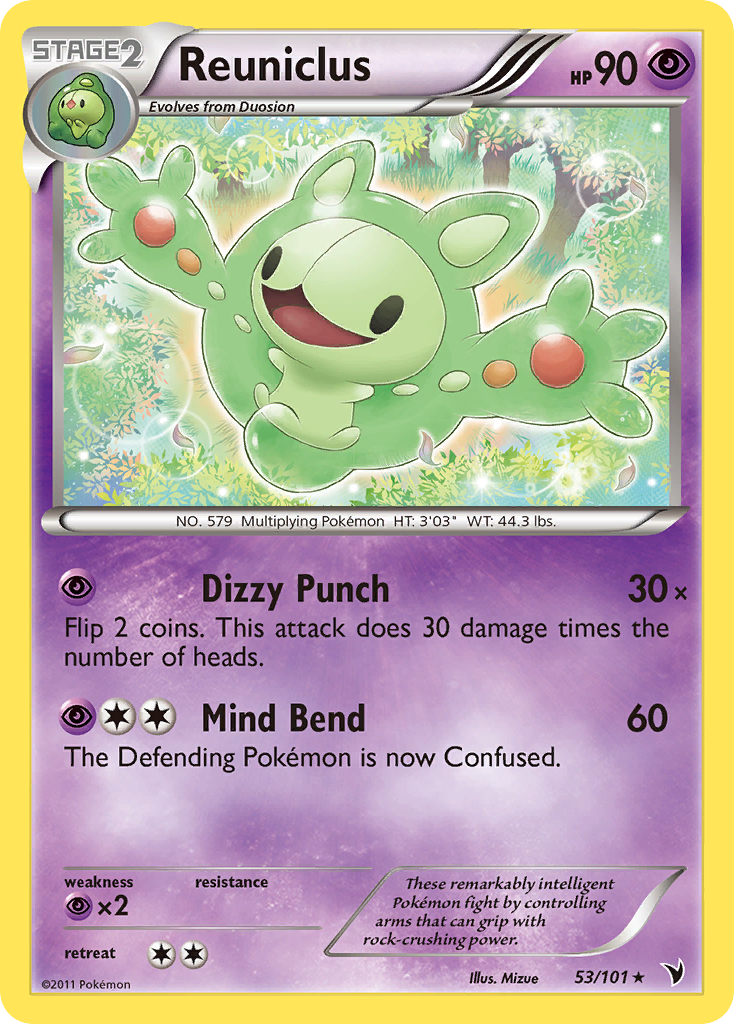 STAGE2
Reuniclus
HP90
Evolves from Duosion
NO. 579 Multiplying Pokémon HT: 3'03" WT: 44.3 lbs.
Dizzy Punch 30×
Flip 2 coins. This attack does 30 damage times the
number of heads.
Mind Bend 60
The Defending Pokémon is now Confused.
weakness resistance
×2
retreat
These remarkably intelligent
Pokémon fight by controlling
arms that can grip with
rock-crushing power.
©2011 Pokémon
Illus. Mizue 53/101 ★